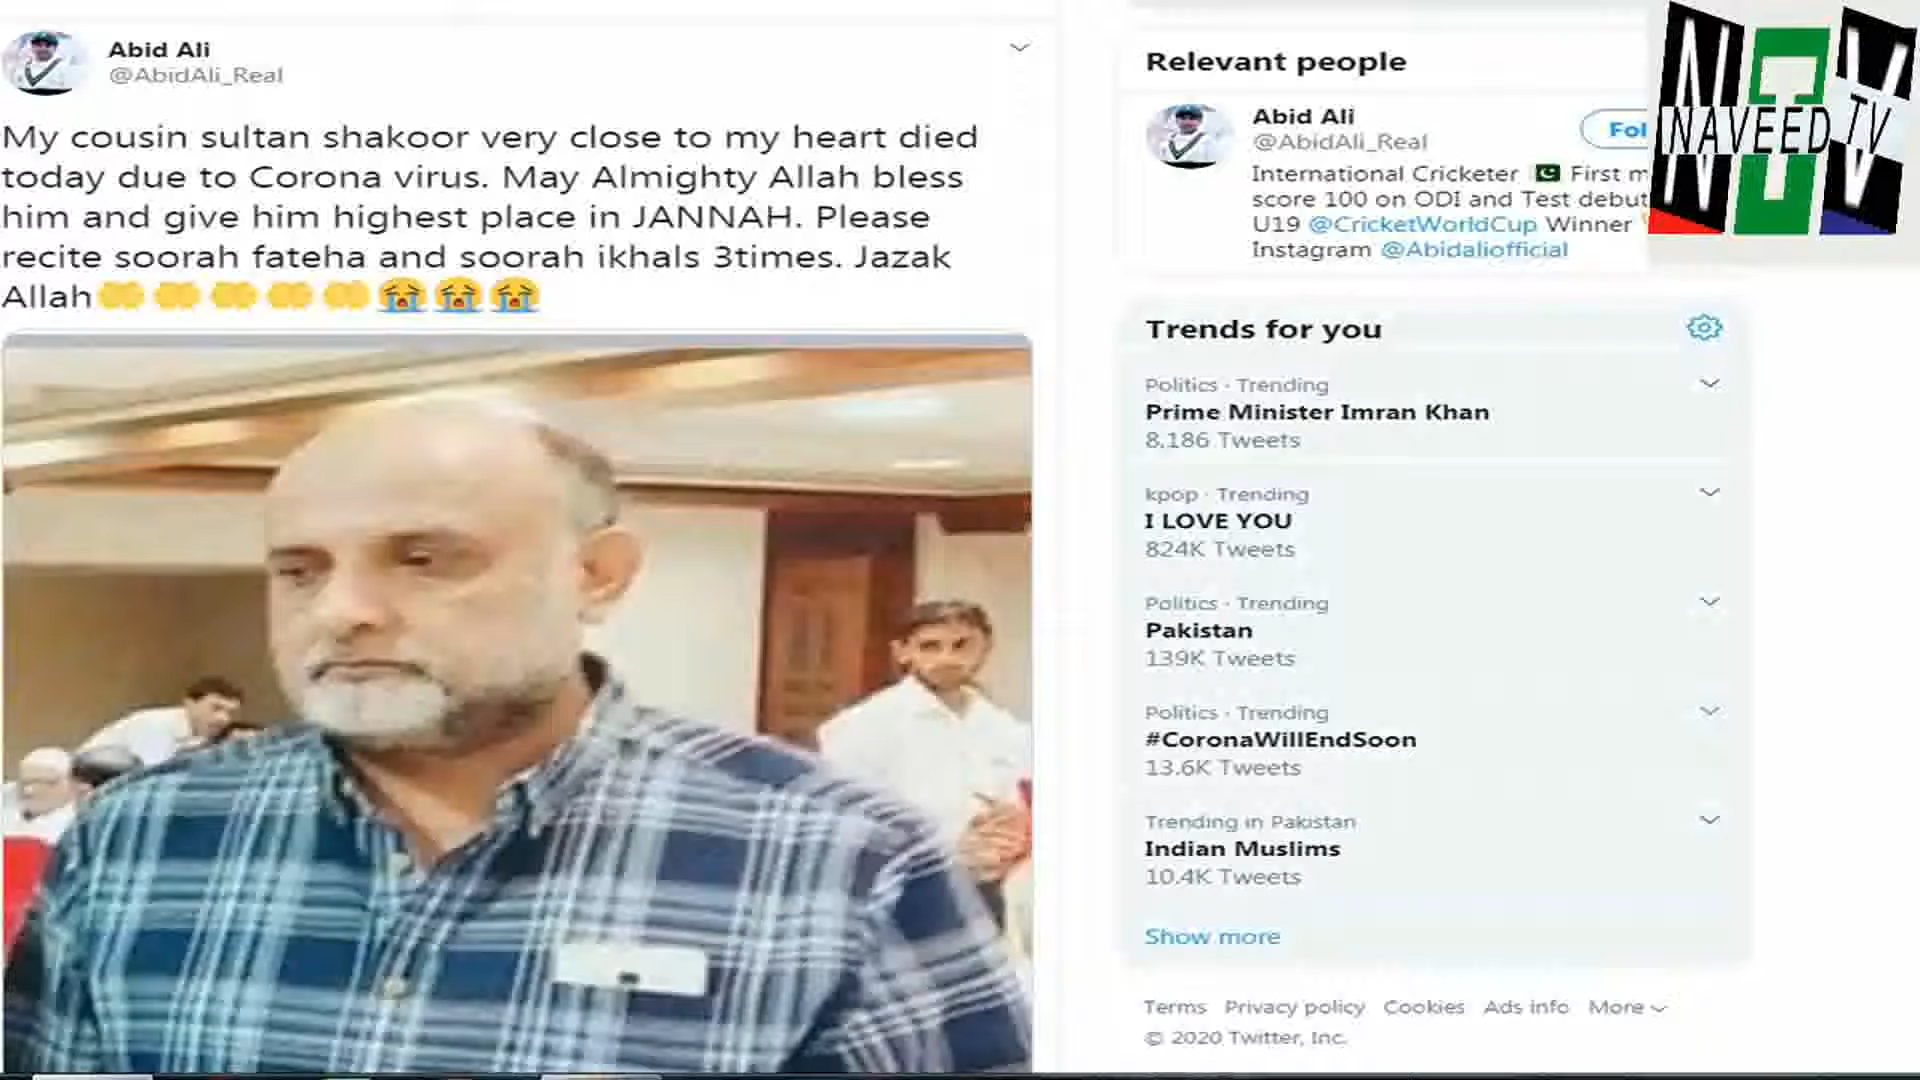 Abid Ali
@AbidAli_Real
My cousin sultan shakoor very close to my heart died
today due to Corona virus. May Almighty Allah bless
him and give him highest place in JANNAH. Please
recite soorah fateha and soorah ikhals 3times. Jazak
Allah🤲🤲🤲🤲🤲😭😭😭
Relevant people
Abid Ali
@AbidAli_Real
Fol
International Cricketer 🇵🇰 First m
score 100 on ODI and Test debut
U19 @CricketWorldCup Winner
Instagram @Abidaliofficial
NTV
NAVEED TV
Trends for you
Politics · Trending
Prime Minister Imran Khan
8,186 Tweets
kpop · Trending
I LOVE YOU
824K Tweets
Politics · Trending
Pakistan
139K Tweets
Politics · Trending
#CoronaWillEndSoon
13.6K Tweets
Trending in Pakistan
Indian Muslims
10.4K Tweets
Show more
Terms Privacy policy Cookies Ads info More
© 2020 Twitter, Inc.